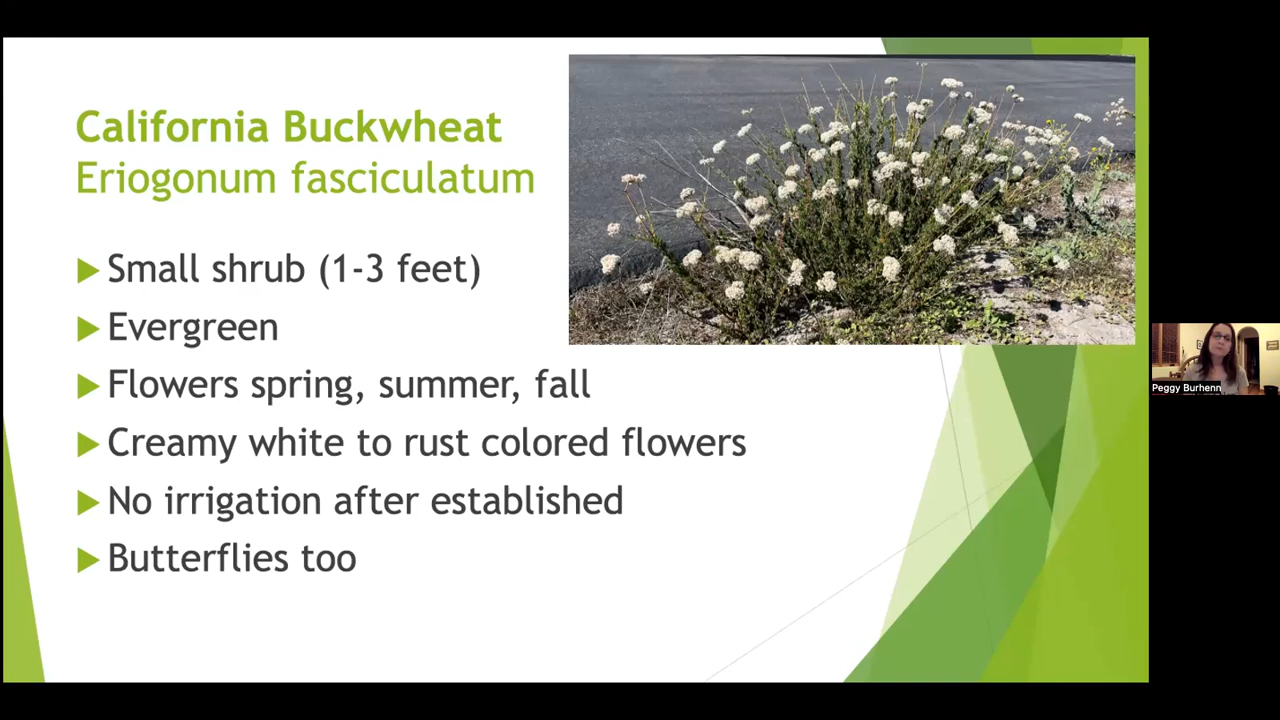 California Buckwheat
Eriogonum fasciculatum
Small shrub (1-3 feet)
Evergreen
Flowers spring, summer, fall
Creamy white to rust colored flowers
No irrigation after established
Butterflies too
Peggy Burhenn